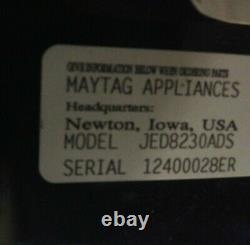 GIVE INFORMATION BELOW WHEN ORDERING PARTS
MAYTAG APPLIANCES
Headquarters:
Newton, Iowa, USA
MODEL JED8230ADS
SERIAL 12400028ER